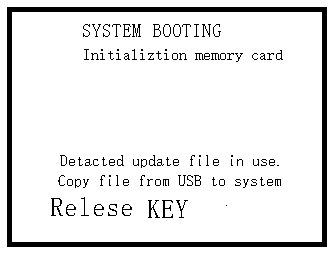 SYSTEM BOOTING
Initializtion memory card
Detacted update file in use.
Copy file from USB to system
Relese KEY